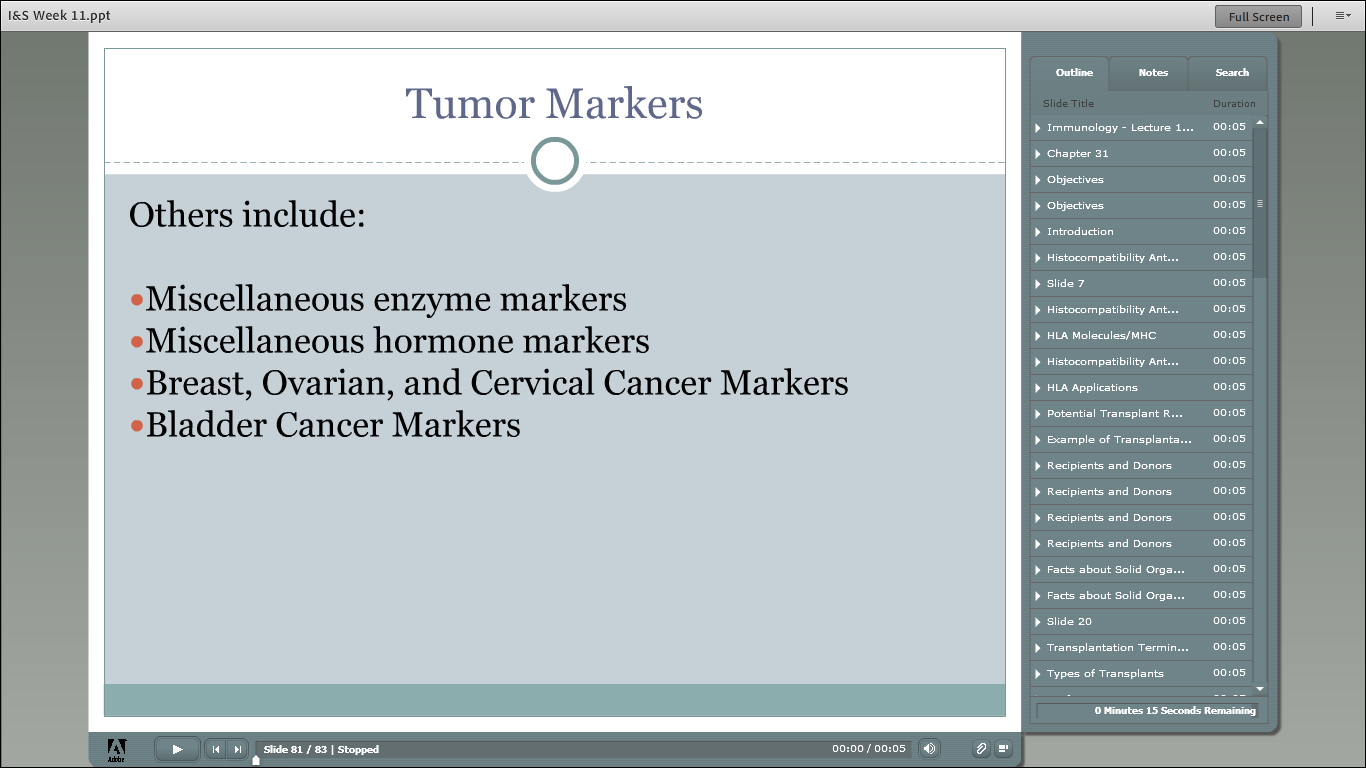 I&S Week 11.ppt
Full Screen
Tumor Markers
Others include:
•Miscellaneous enzyme markers
•Miscellaneous hormone markers
•Breast, Ovarian, and Cervical Cancer Markers
•Bladder Cancer Markers
Outline Notes Search
Slide Title Duration
Immunology - Lecture 1... 00:05
Chapter 31 00:05
Objectives 00:05
Objectives 00:05
Introduction 00:05
Histocompatibility Ant... 00:05
Slide 7 00:05
Histocompatibility Ant... 00:05
HLA Molecules/MHC 00:05
Histocompatibility Ant... 00:05
HLA Applications 00:05
Potential Transplant R... 00:05
Example of Transplanta... 00:05
Recipients and Donors 00:05
Recipients and Donors 00:05
Recipients and Donors 00:05
Recipients and Donors 00:05
Facts about Solid Orga... 00:05
Facts about Solid Orga... 00:05
Slide 20 00:05
Transplantation Termin... 00:05
Types of Transplants 00:05
0 Minutes 15 Seconds Remaining
Adobe
Slide 81 / 83 | Stopped
00:00 / 00:05